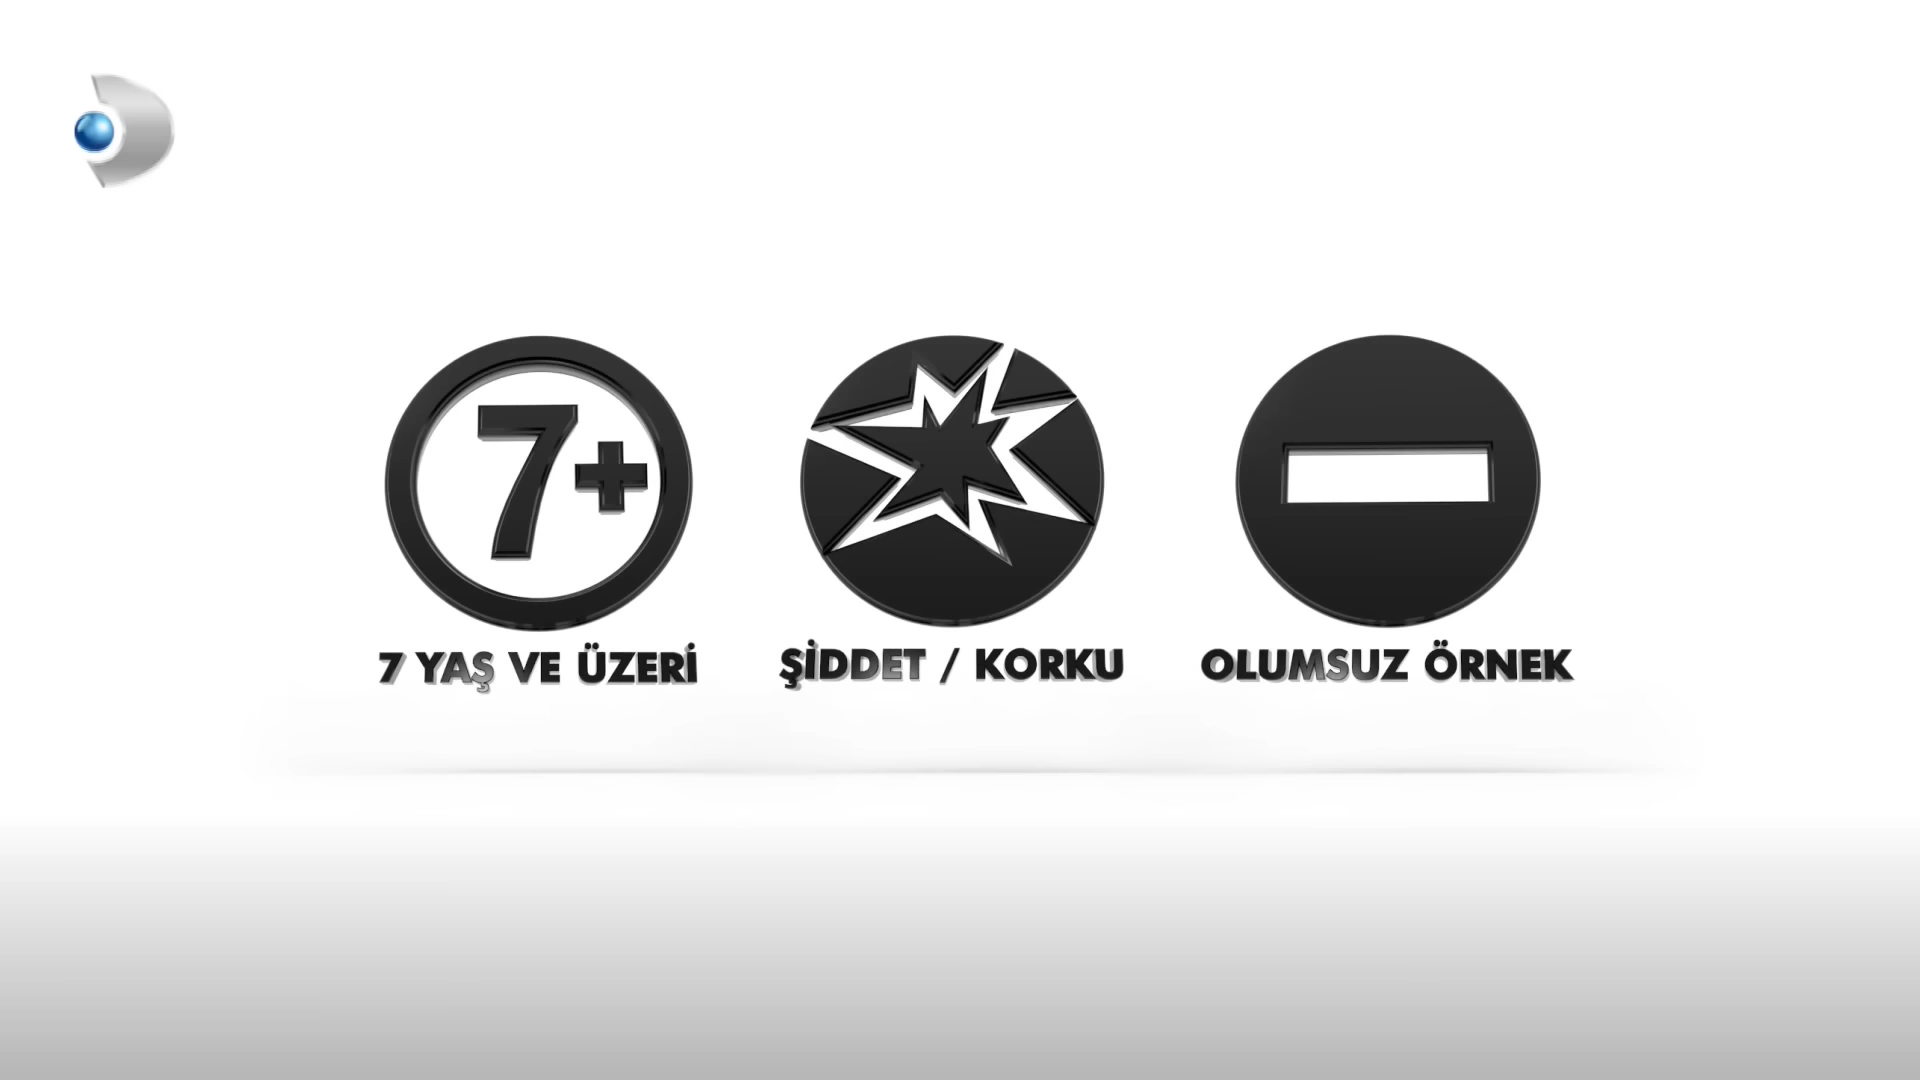 7+
7 YAŞ VE ÜZERİ
ŞİDDET / KORKU
OLUMSUZ ÖRNEK